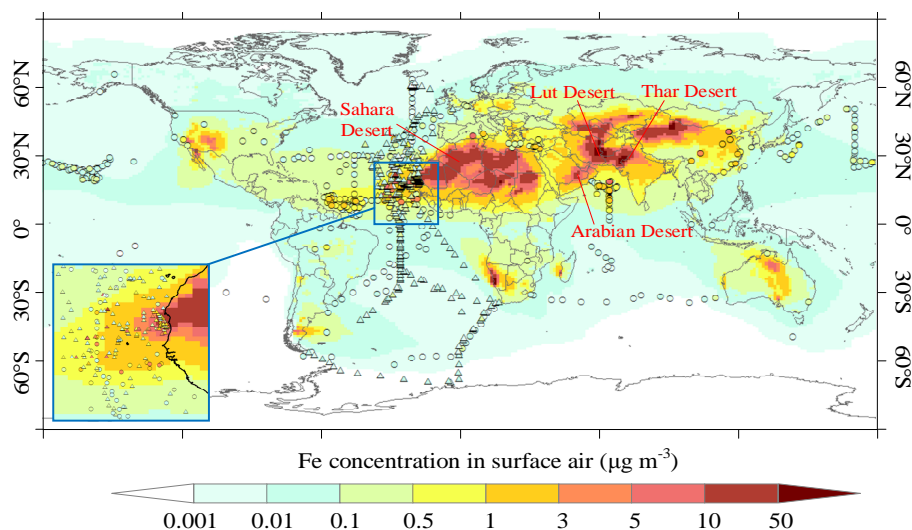 60°N
30°N
0°
30°S
60°S
60°N
30°N
0°
30°S
60°S
Sahara
Desert
Lut Desert
Thar Desert
Arabian Desert
Fe concentration in surface air (μg m⁻³)
0.001 0.01 0.1 0.5 1 3 5 10 50